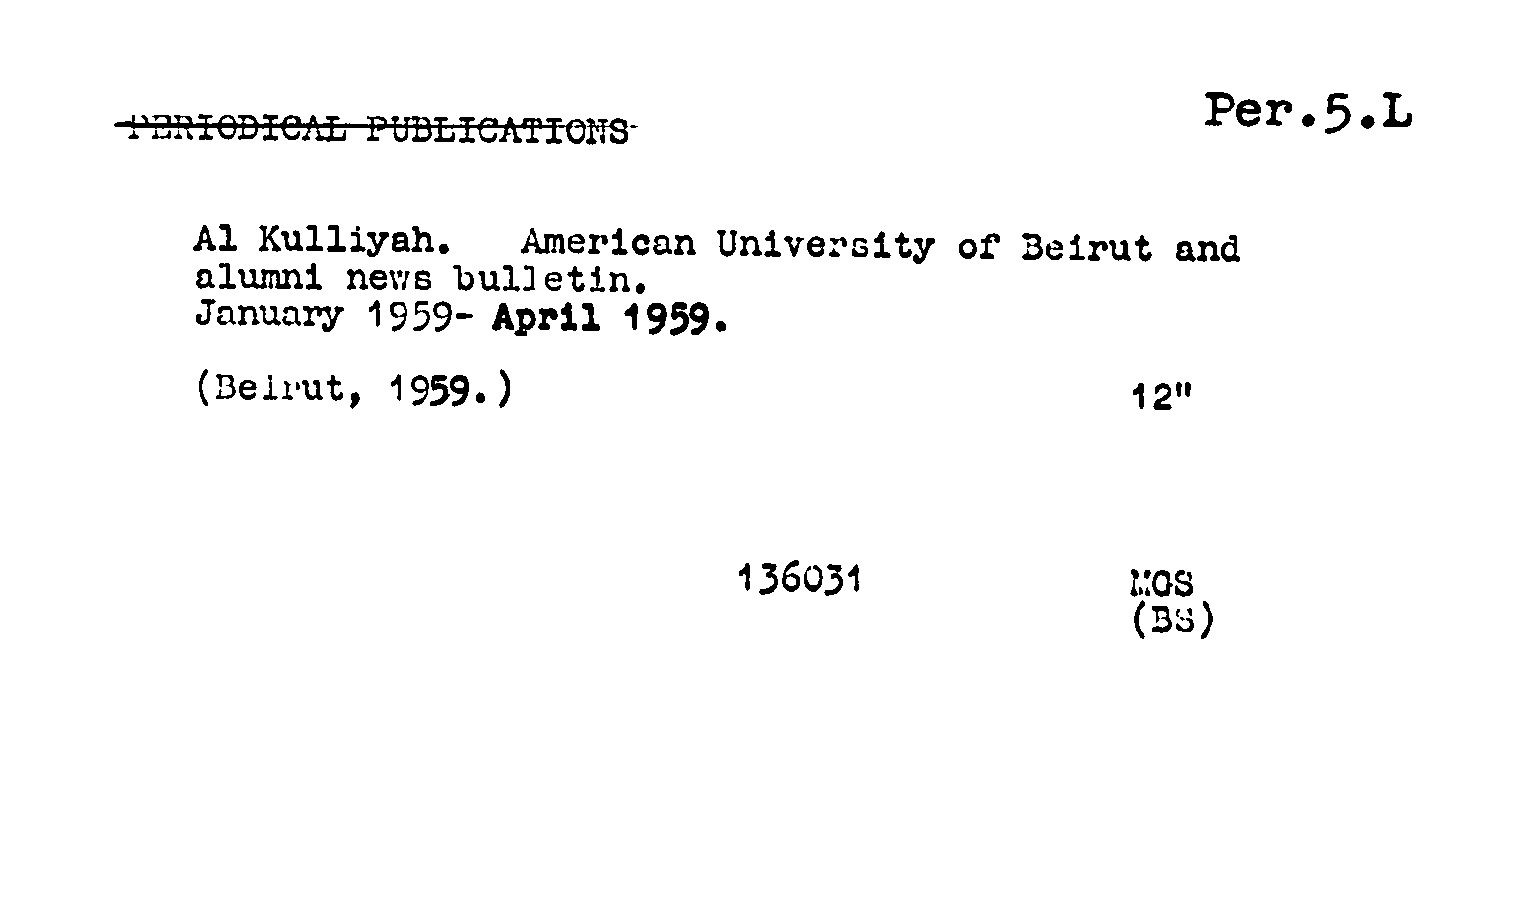 PERIODICAL PUBLICATIONS
Per.5.L
Al Kulliyah. American University of Beirut and
alumni news bulletin.
January 1959- April 1959.
(Beirut, 1959.)
12"
136031
MGS
(BS)